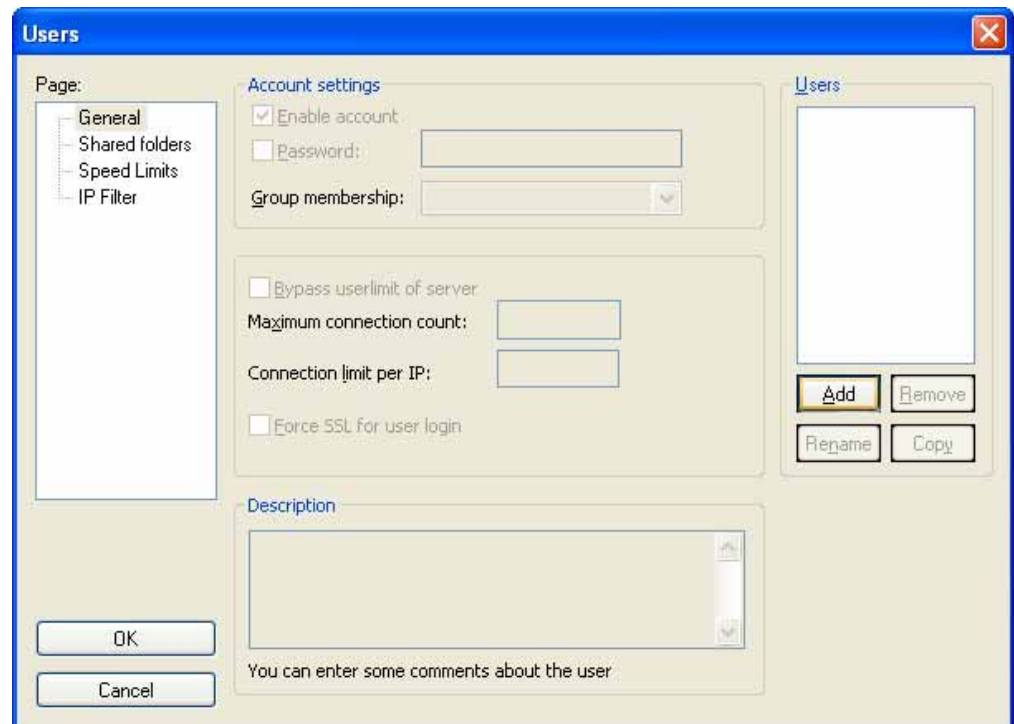 Users
Page:
General
Shared folders
Speed Limits
IP Filter
Account settings
Enable account
Password:
Group membership:
Bypass userlimit of server
Maximum connection count:
Connection limit per IP:
Force SSL for user login
Description
You can enter some comments about the user
Users
Add
Remove
Rename
Copy
OK
Cancel